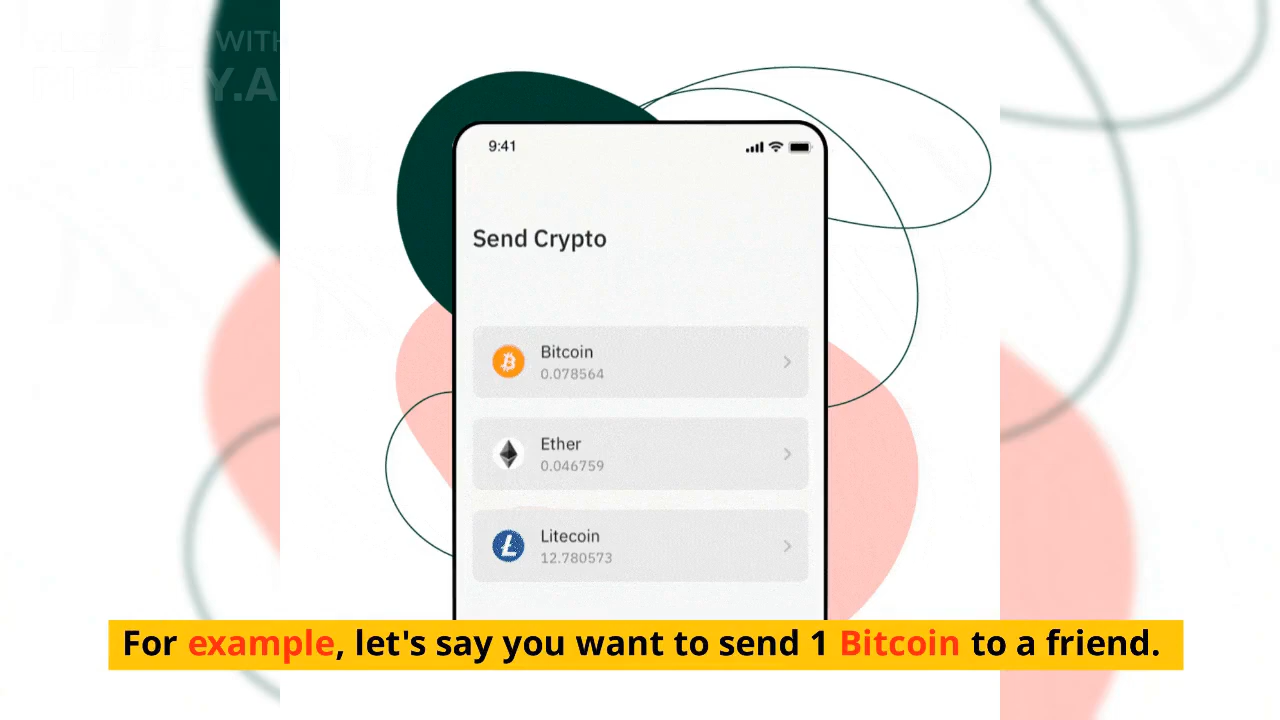 9:41
Send Crypto
Bitcoin
0.078564
Ether
0.046759
Litecoin
12.780573
For example, let's say you want to send 1 Bitcoin to a friend.